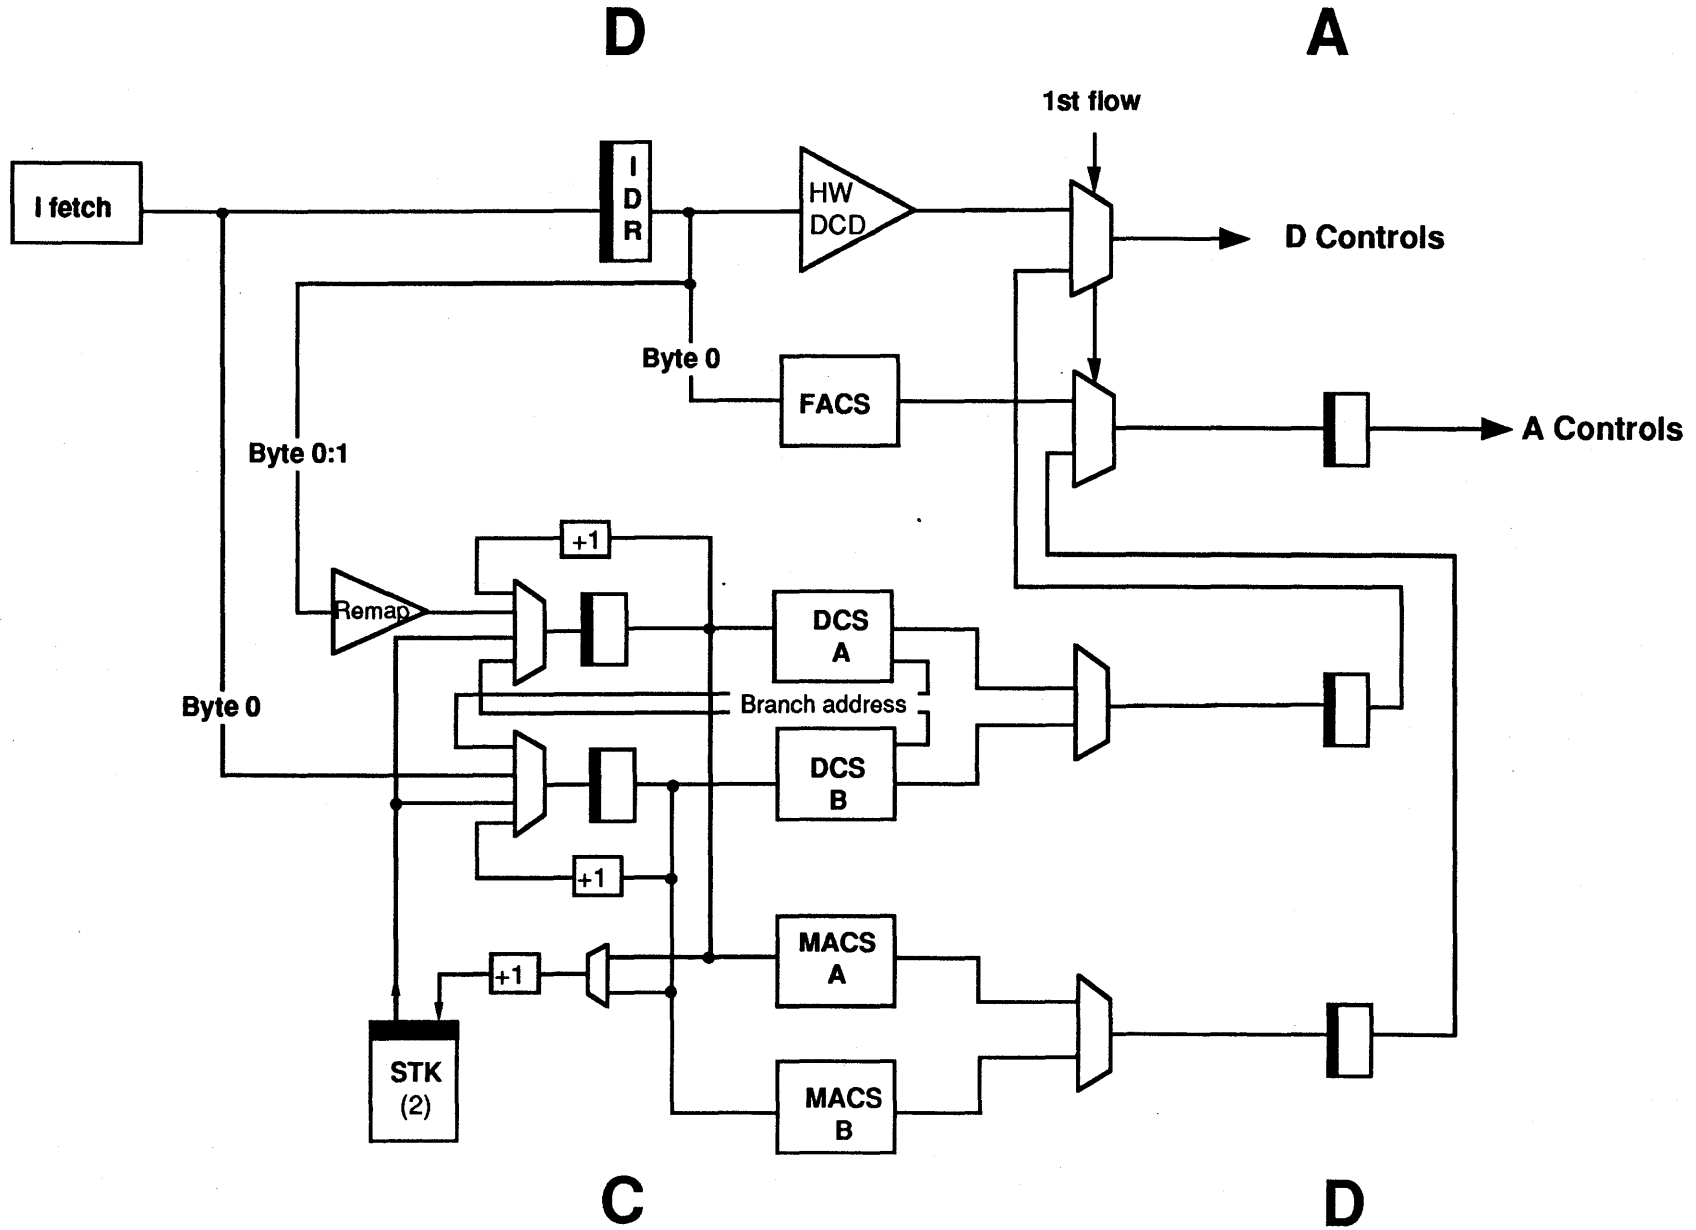 D
A
1st flow
I fetch
I
D
R
HW
DCD
D Controls
Byte 0
FACS
A Controls
Byte 0:1
+1
Remap
DCS
A
Branch address
Byte 0
DCS
B
+1
MACS
A
+1
STK
(2)
MACS
B
C
D